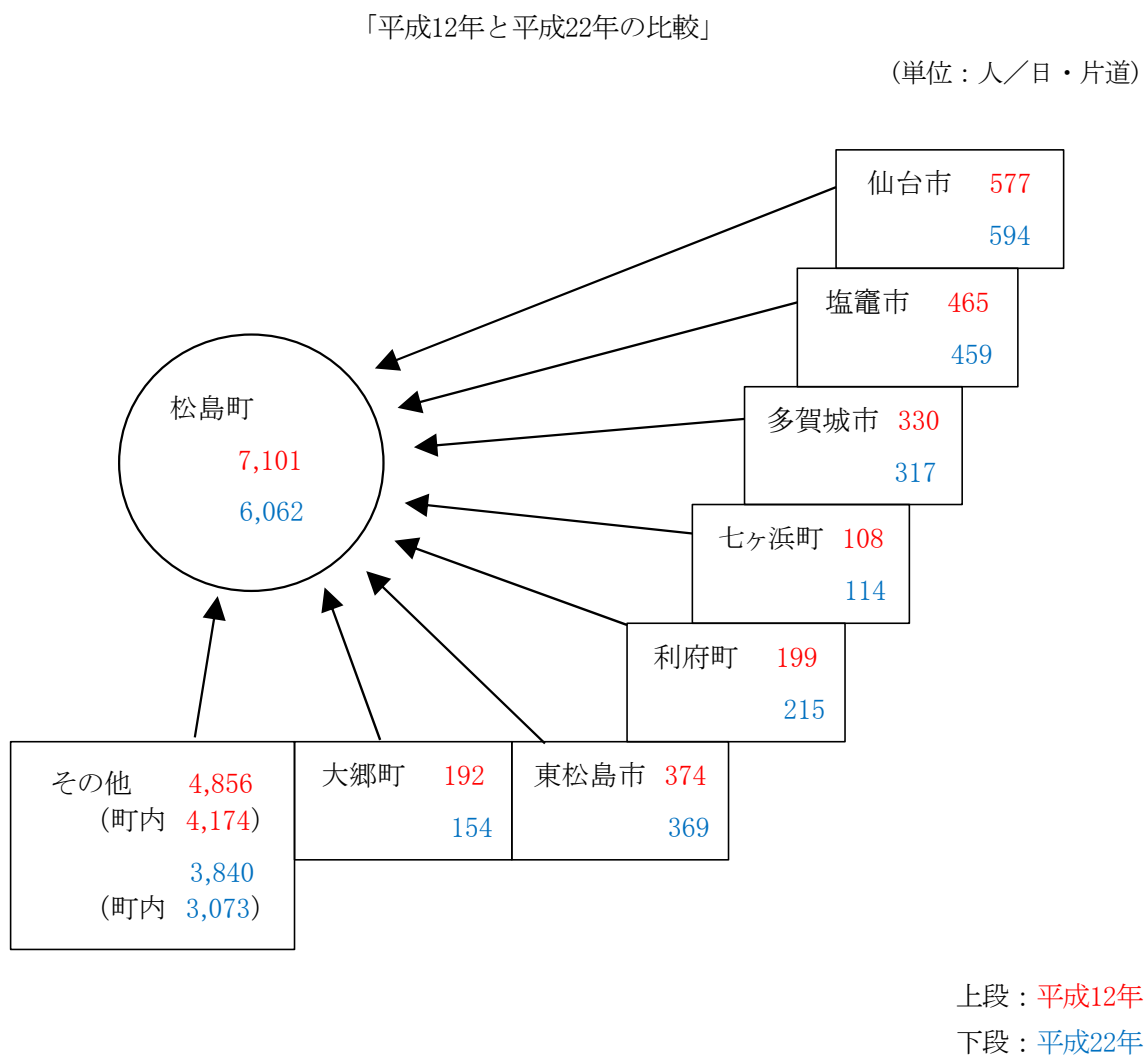 「平成12年と平成22年の比較」
（単位：人／日・片道）
仙台市 577
594
塩竈市 465
459
多賀城市 330
317
七ヶ浜町 108
114
利府町 199
215
東松島市 374
369
大郷町 192
154
その他 4,856
（町内 4,174）
3,840
（町内 3,073）
松島町
7,101
6,062
上段：平成12年
下段：平成22年